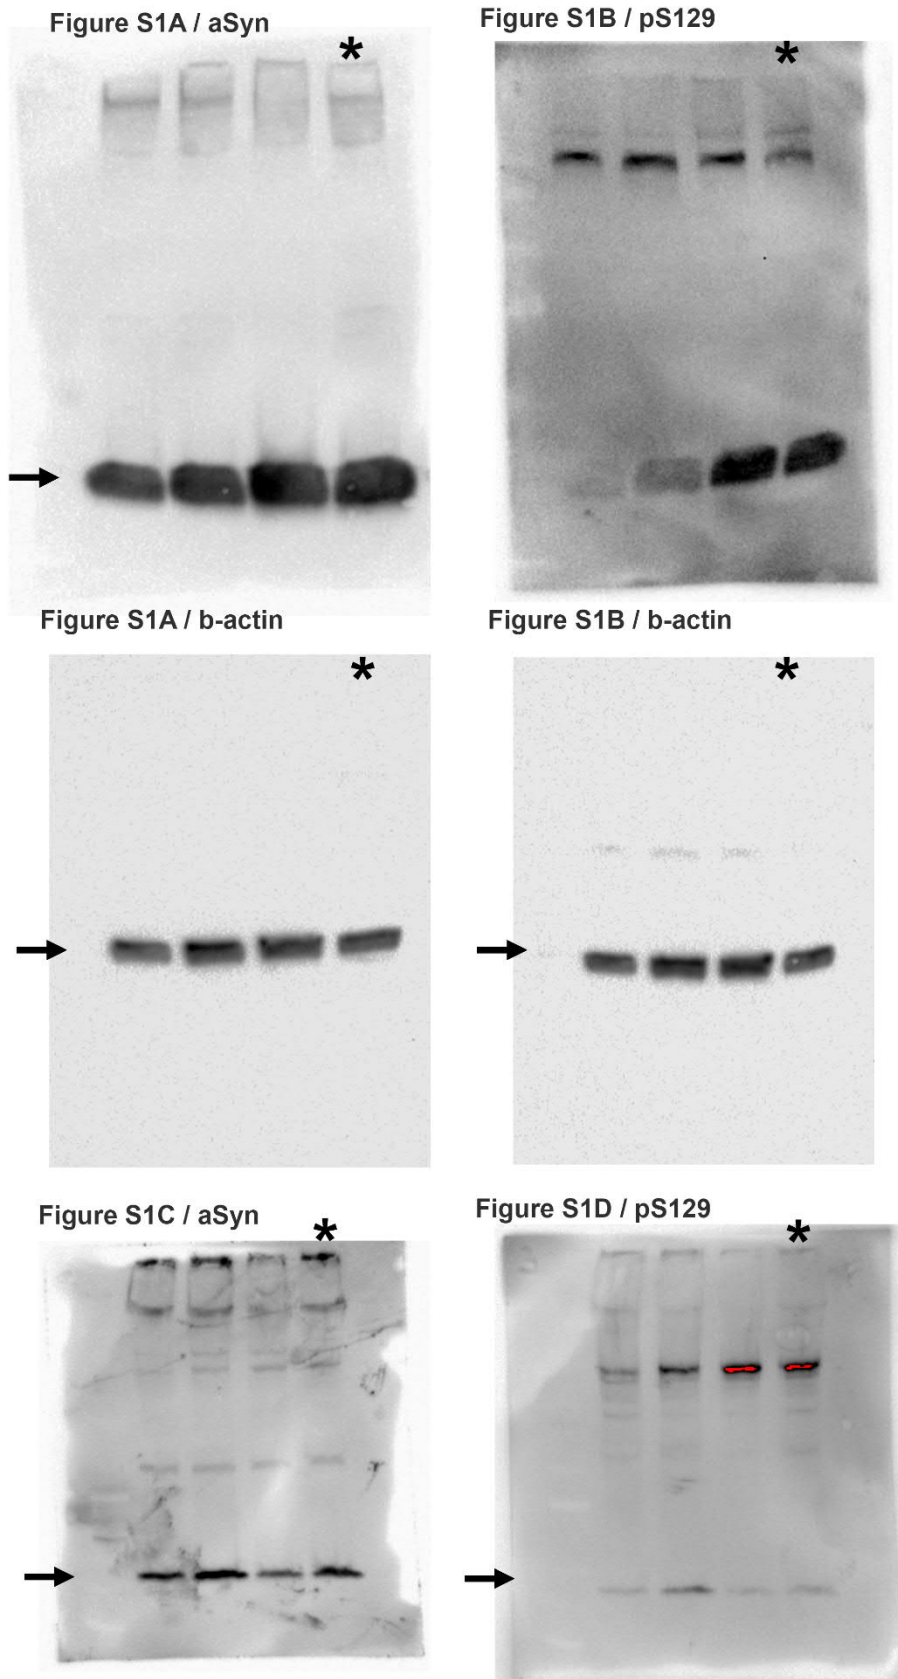 Figure S1A / aSyn
*
Figure S1B / pS129
*
Figure S1A / b-actin
*
Figure S1B / b-actin
*
Figure S1C / aSyn
*
Figure S1D / pS129
*